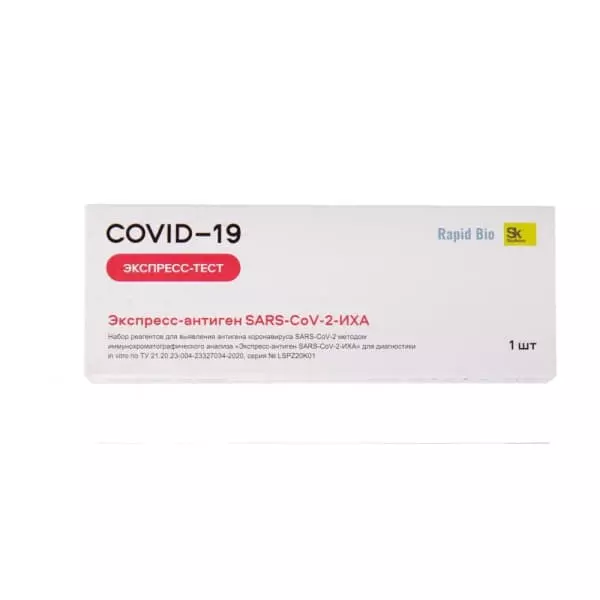 COVID–19
Rapid Bio
Sk
ЭКСПРЕСС-ТЕСТ
Экспресс-антиген SARS-CoV-2-ИХА
Набор реагентов для выявления антигена коронавируса SARS-CoV-2 методом
иммунохроматографического анализа «Экспресс-антиген SARS-CoV-2-ИХА» для диагностики
in vitro по ТУ 21.20.23-004-23327034-2020, серия № LSPZ20K01
1 шт